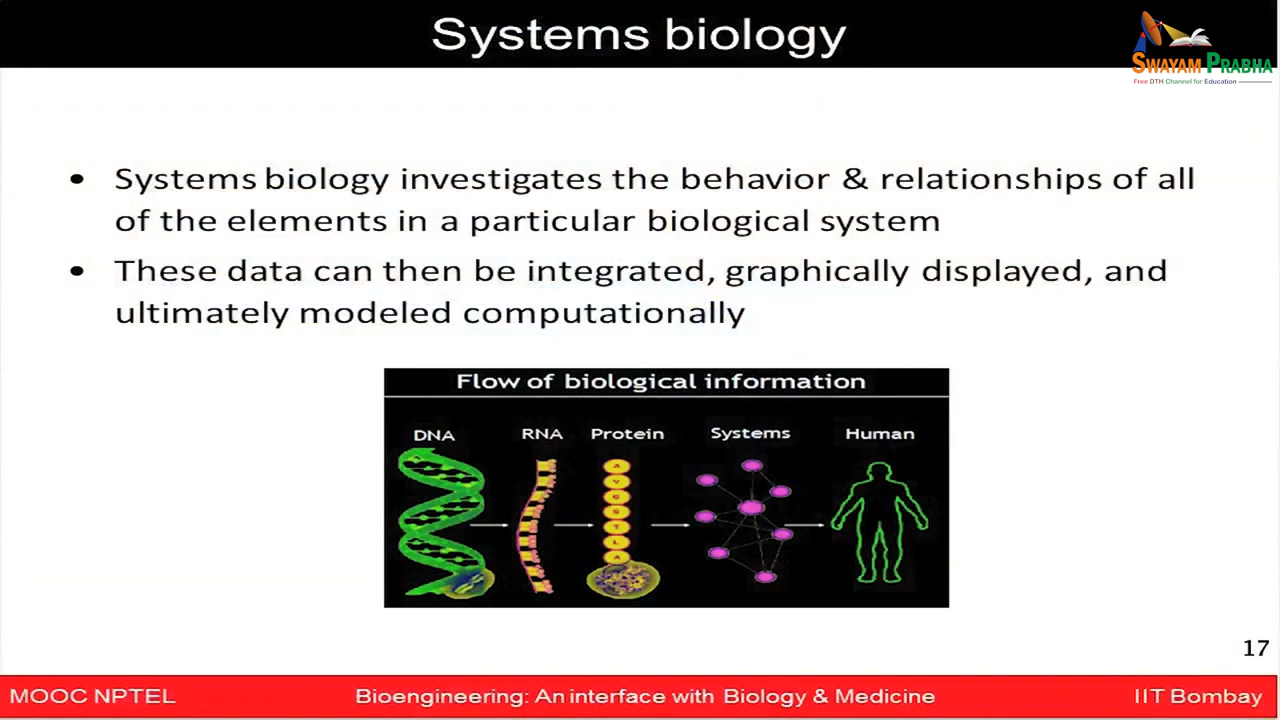 Systems biology
SWAYAM PRABHA
Free DTH Channel for Education
• Systems biology investigates the behavior & relationships of all
of the elements in a particular biological system
• These data can then be integrated, graphically displayed, and
ultimately modeled computationally
Flow of biological information
DNA RNA Protein Systems Human
17
MOOC NPTEL Bioengineering: An interface with Biology & Medicine IIT Bombay